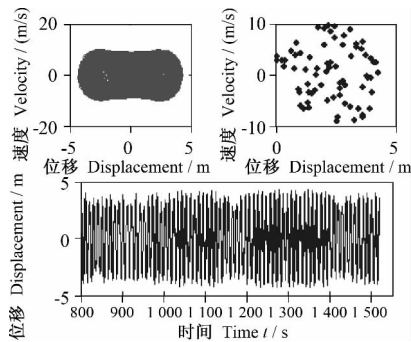 速度 Velocity / (m/s)
20
0
-20
-5 0 5
位移 Displacement / m
速度 Velocity / (m/s)
10
0
-10
0 5
位移 Displacement / m
位移 Displacement / m
5
0
-5
800 900 1 000 1 100 1 200 1 300 1 400 1 500
时间 Time t / s